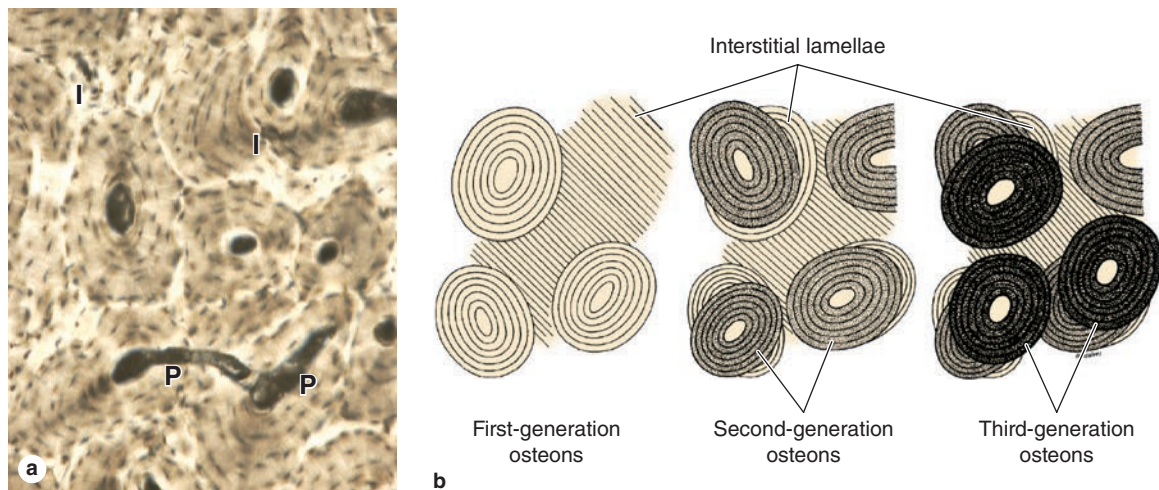 I
I
P
P
a
Interstitial lamellae
First-generation
osteons
Second-generation
osteons
Third-generation
osteons
b